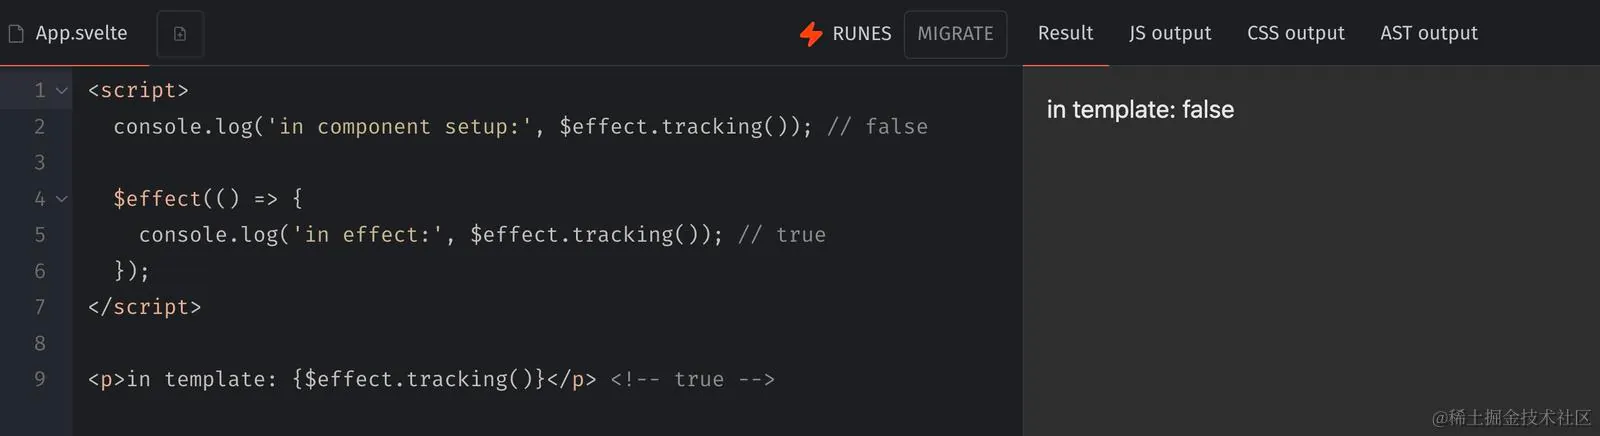 App.svelte RUNES MIGRATE Result JS output CSS output AST output
1 <script>
2 console.log('in component setup:', $effect.tracking()); // false
3
4 $effect(() => {
5 console.log('in effect:', $effect.tracking()); // true
6 });
7 </script>
8
9 <p>in template: {$effect.tracking()}</p> <!-- true -->
in template: false
@稀土掘金技术社区